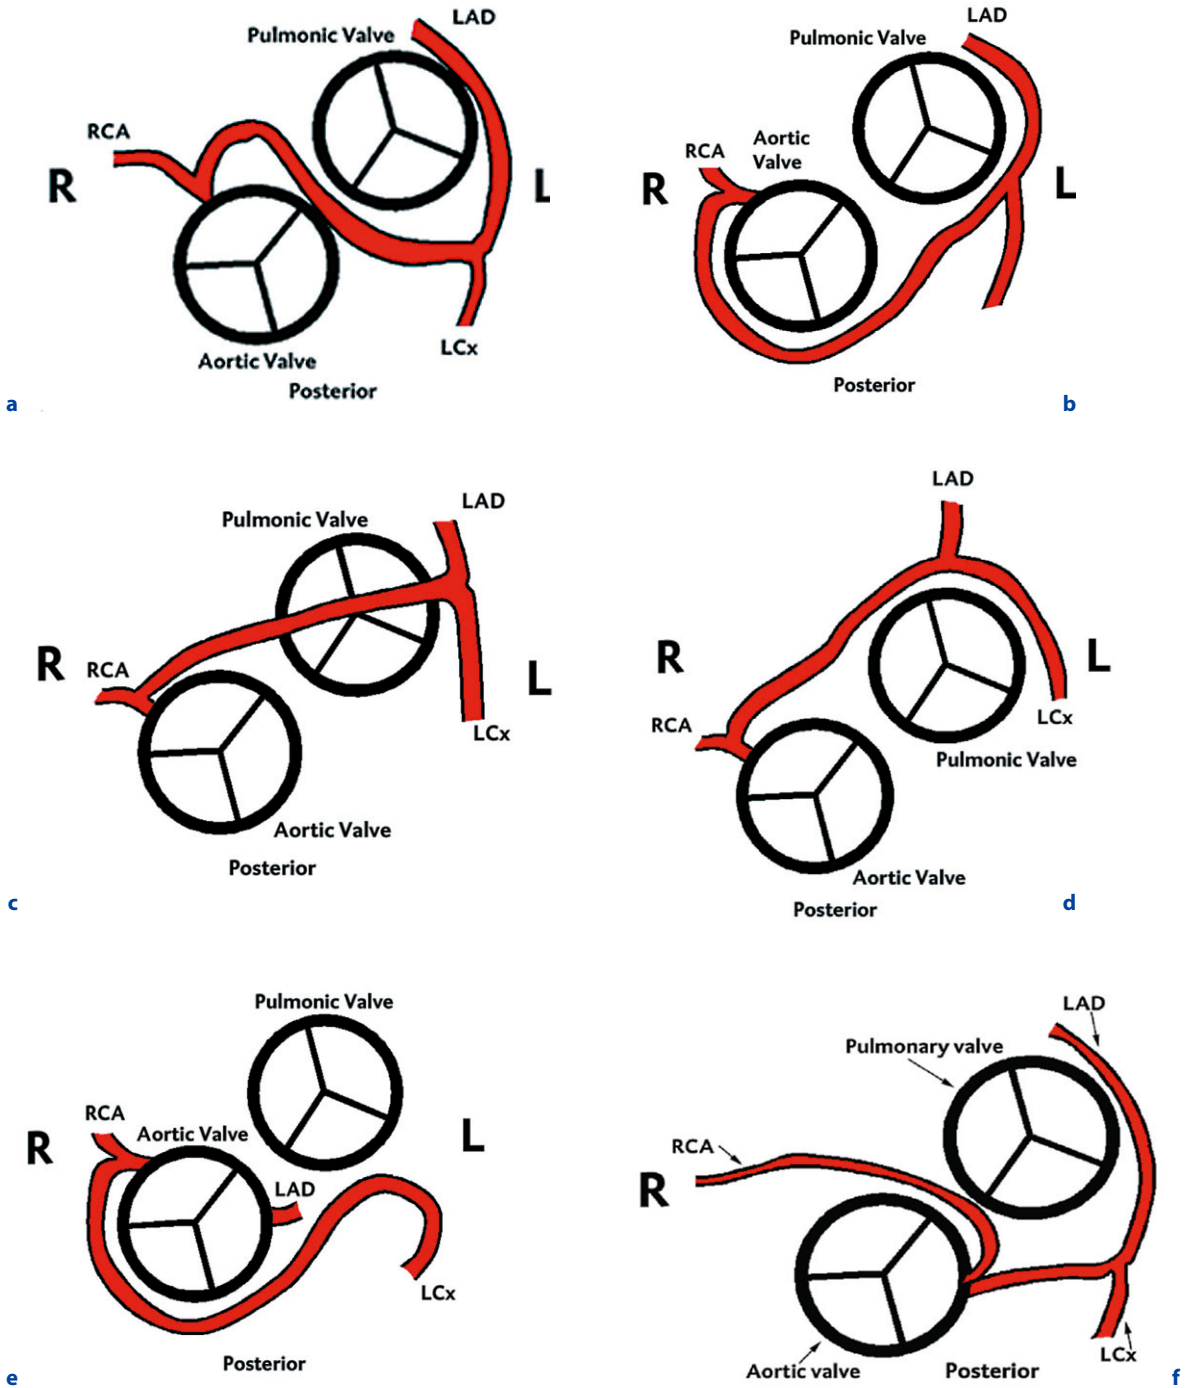 LAD
Pulmonic Valve
RCA
R
L
LCx
Aortic Valve
Posterior
a
LAD
Pulmonic Valve
Aortic
Valve
RCA
R
L
Posterior
b
LAD
Pulmonic Valve
R
RCA
L
LCx
Aortic Valve
Posterior
c
LAD
R
L
RCA
LCx
Pulmonic Valve
Aortic Valve
Posterior
d
Pulmonic Valve
RCA
Aortic Valve
R
L
LAD
LCx
Posterior
e
LAD
Pulmonary valve
RCA
R
LCx
Aortic valve
Posterior
f